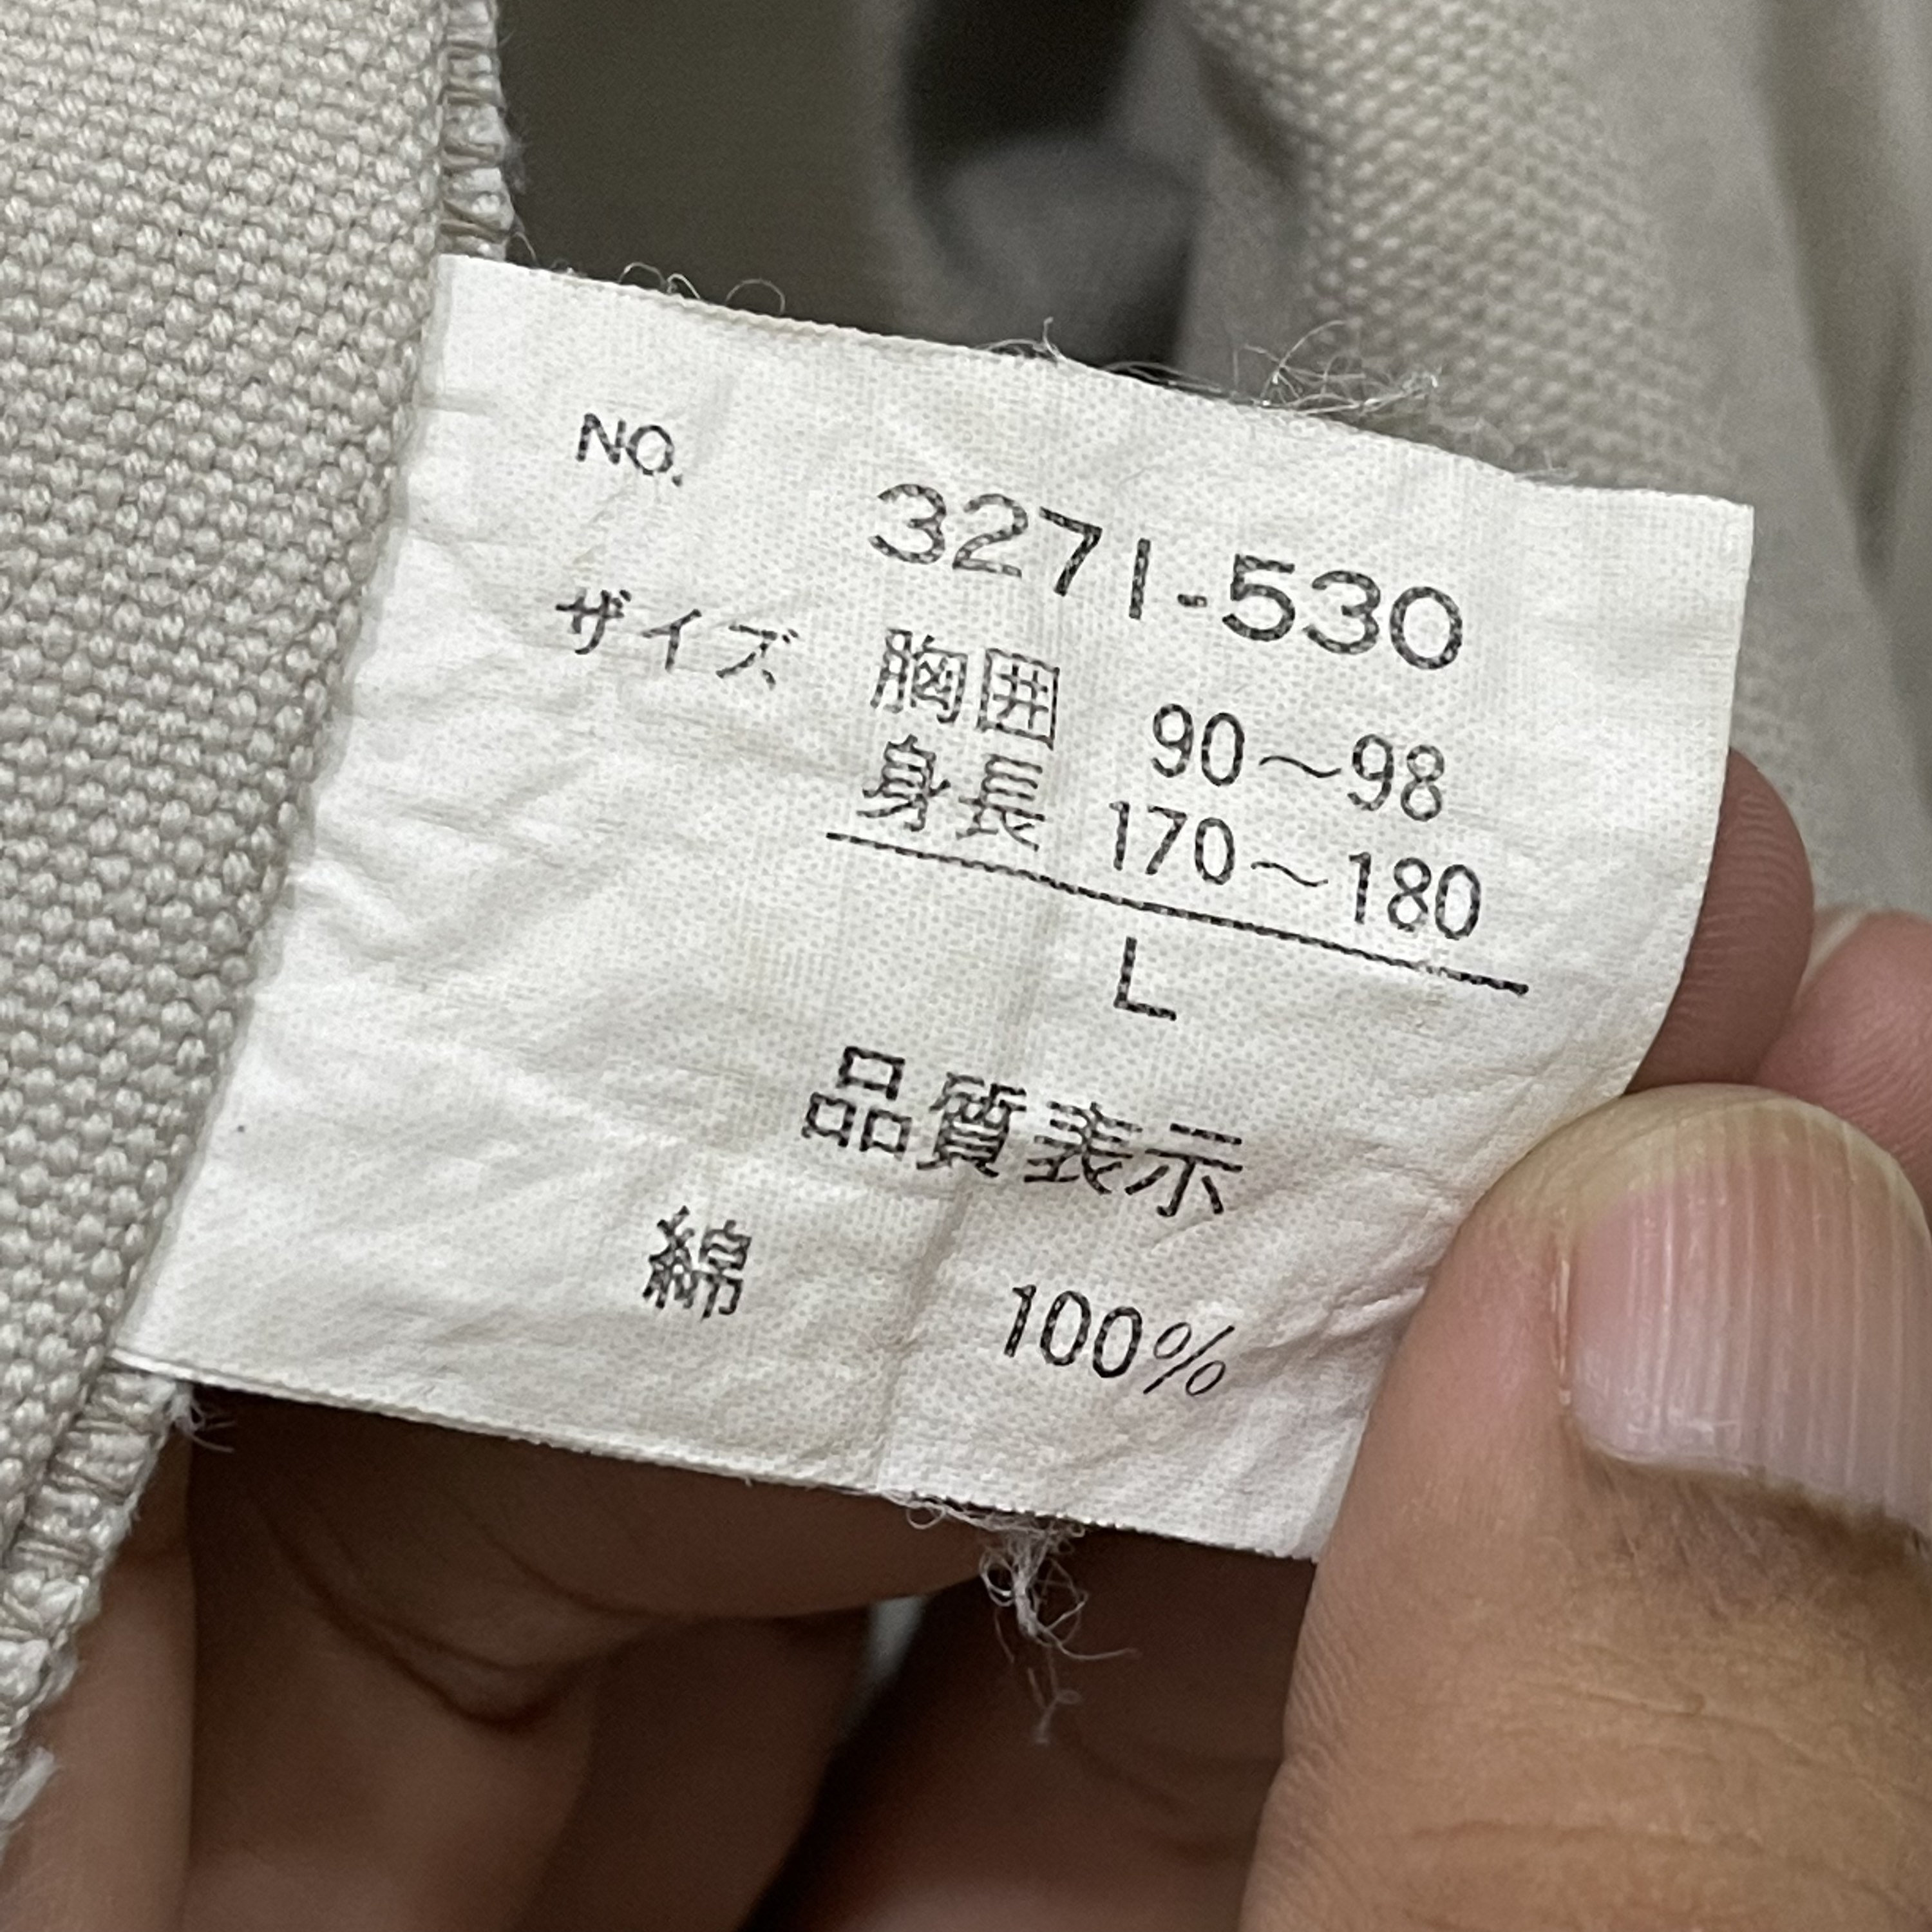 NO. 3271-530
サイズ 胸囲 90〜98
身長 170〜180
L
品質表示
綿 100%